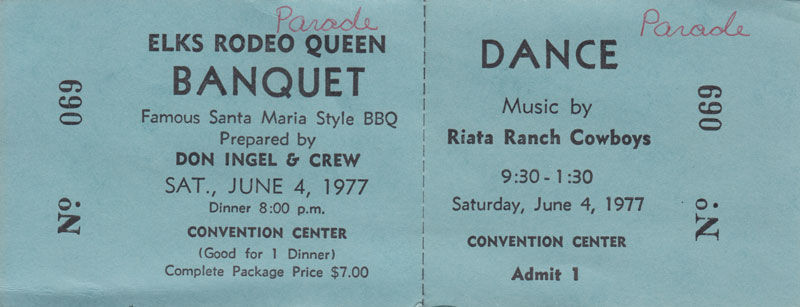 Parade
ELKS RODEO QUEEN
BANQUET
Famous Santa Maria Style BBQ
Prepared by
DON INGEL & CREW
SAT., JUNE 4, 1977
Dinner 8:00 p.m.
CONVENTION CENTER
(Good for 1 Dinner)
Complete Package Price $7.00
Nº. 069
Parade
DANCE
Music by
Riata Ranch Cowboys
9:30 - 1:30
Saturday, June 4, 1977
CONVENTION CENTER
Admit 1
Nº. 069